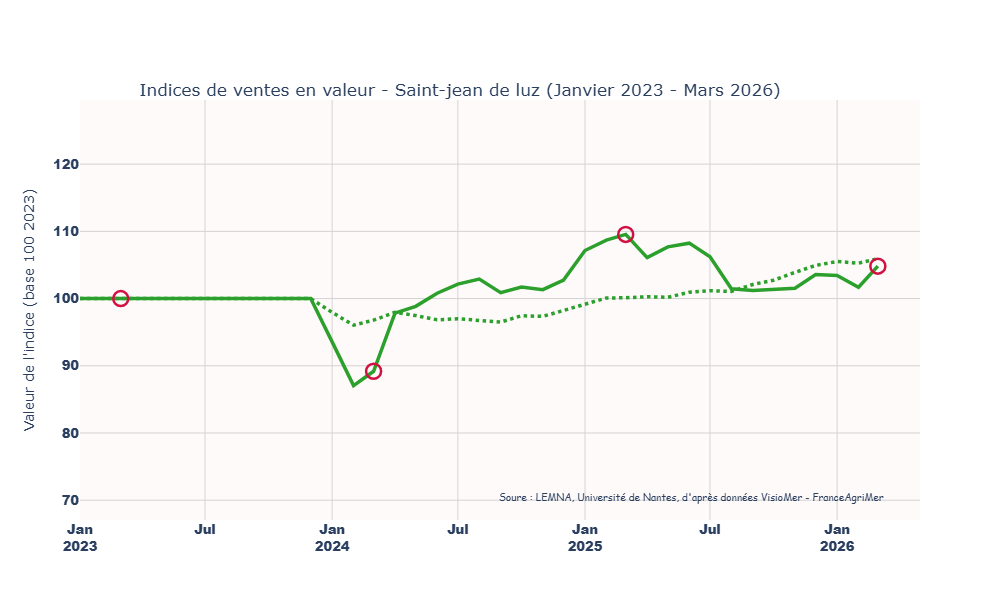 Indices de ventes en valeur - Saint-jean de luz (Janvier 2023 - Mars 2026)
Valeur de l'indice (base 100 2023)
120
110
100
90
80
70
Soure : LEMNA, Université de Nantes, d'après données VisioMer - FranceAgriMer
Jan Jul Jan Jul Jan Jul Jan
2023 2024 2025 2026